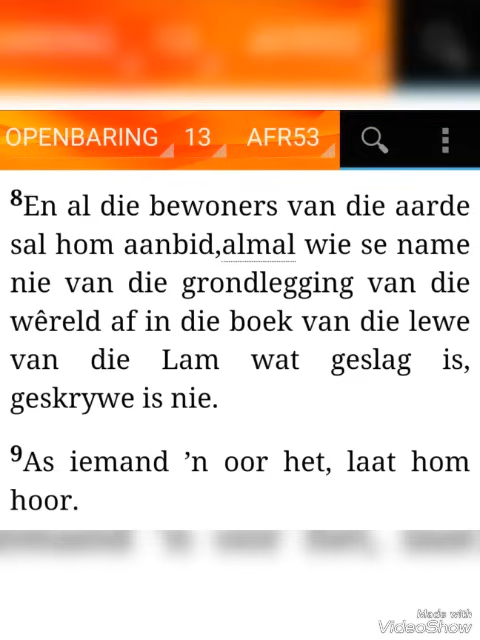 OPENBARING 13 AFR53
8En al die bewoners van die aarde
sal hom aanbid,almal wie se name
nie van die grondlegging van die
wêreld af in die boek van die lewe
van die Lam wat geslag is,
geskrywe is nie.
9As iemand ’n oor het, laat hom
hoor.
Made with
VideoShow